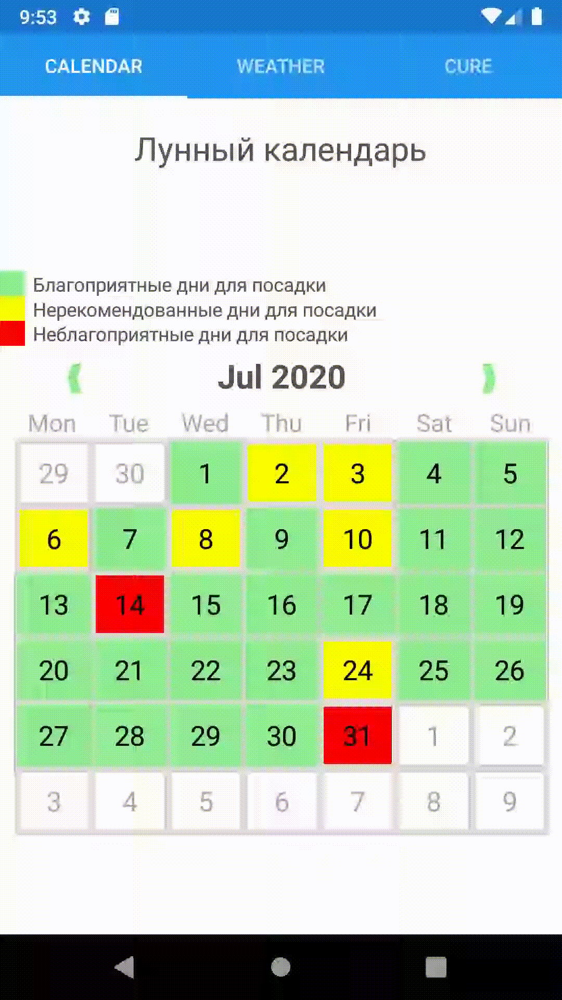 9:53
CALENDAR WEATHER CURE
Лунный календарь
Благоприятные дни для посадки
Нерекомендованные дни для посадки
Неблагоприятные дни для посадки
Jul 2020
Mon Tue Wed Thu Fri Sat Sun
29 30 1 2 3 4 5
6 7 8 9 10 11 12
13 14 15 16 17 18 19
20 21 22 23 24 25 26
27 28 29 30 31 1 2
3 4 5 6 7 8 9